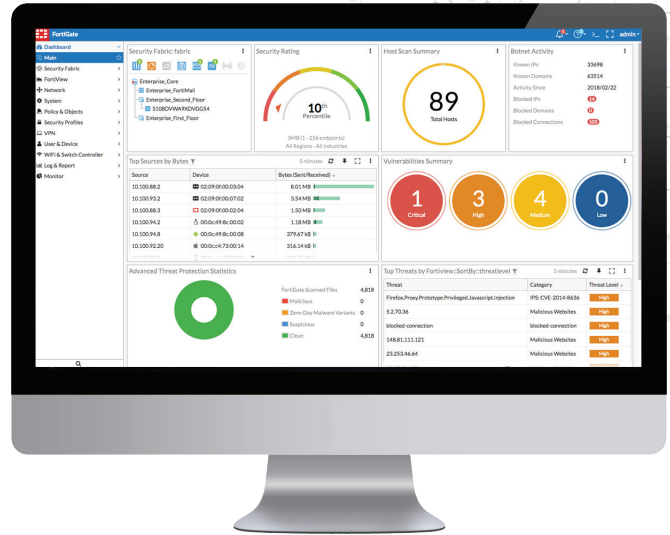 FortiGate
admin
Dashboard
Main
Security Fabric
FortiView
Network
System
Policy & Objects
Security Profiles
VPN
User & Device
WiFi & Switch Controller
Log & Report
Monitor
Security Fabric: fabric
Enterprise_Core
Enterprise_FortiMail
Enterprise_Second_Floor
S108DVWA9XDVGG54
Enterprise_First_Floor
Security Rating
10th
Percentile
SMB (1 - 256 endpoints)
All Regions - All Industries
Host Scan Summary
89
Total Hosts
Botnet Activity
Known IPs 33698
Known Domains 63514
Activity Since 2018/02/22
Blocked IPs 14
Blocked Domains 0
Blocked Connections 103
Top Sources by Bytes 5 minutes
Source Device Bytes (Sent/Received)
10.100.88.2 02:09:0f:00:03:04 8.01 MB
10.100.93.2 02:09:0f:00:07:02 3.54 MB
10.100.88.3 02:09:0f:00:02:04 1.50 MB
10.100.94.2 00:0c:49:8c:00:02 1.18 MB
10.100.94.8 00:0c:49:8c:00:08 379.67 kB
10.100.92.20 00:0c:c4:73:00:14 316.14 kB
Vulnerabilities Summary
1 3 4 0
Critical High Medium Low
Advanced Threat Protection Statistics
FortiGate Scanned Files 4,818
Malicious 0
Zero-Day Malware Variants 0
Suspicious 0
Clean 4,818
Top Threats by Fortiview::SortBy::threatlevel 5 minutes
Threat Category Threat Level
Firefox.Proxy.Prototype.Privileged.Javascript.Injection IPS: CVE-2014-8636 High
5.2.70.36 Malicious Websites High
blocked-connection blocked-connection High
148.81.111.121 Malicious Websites High
23.253.46.64 Malicious Websites High